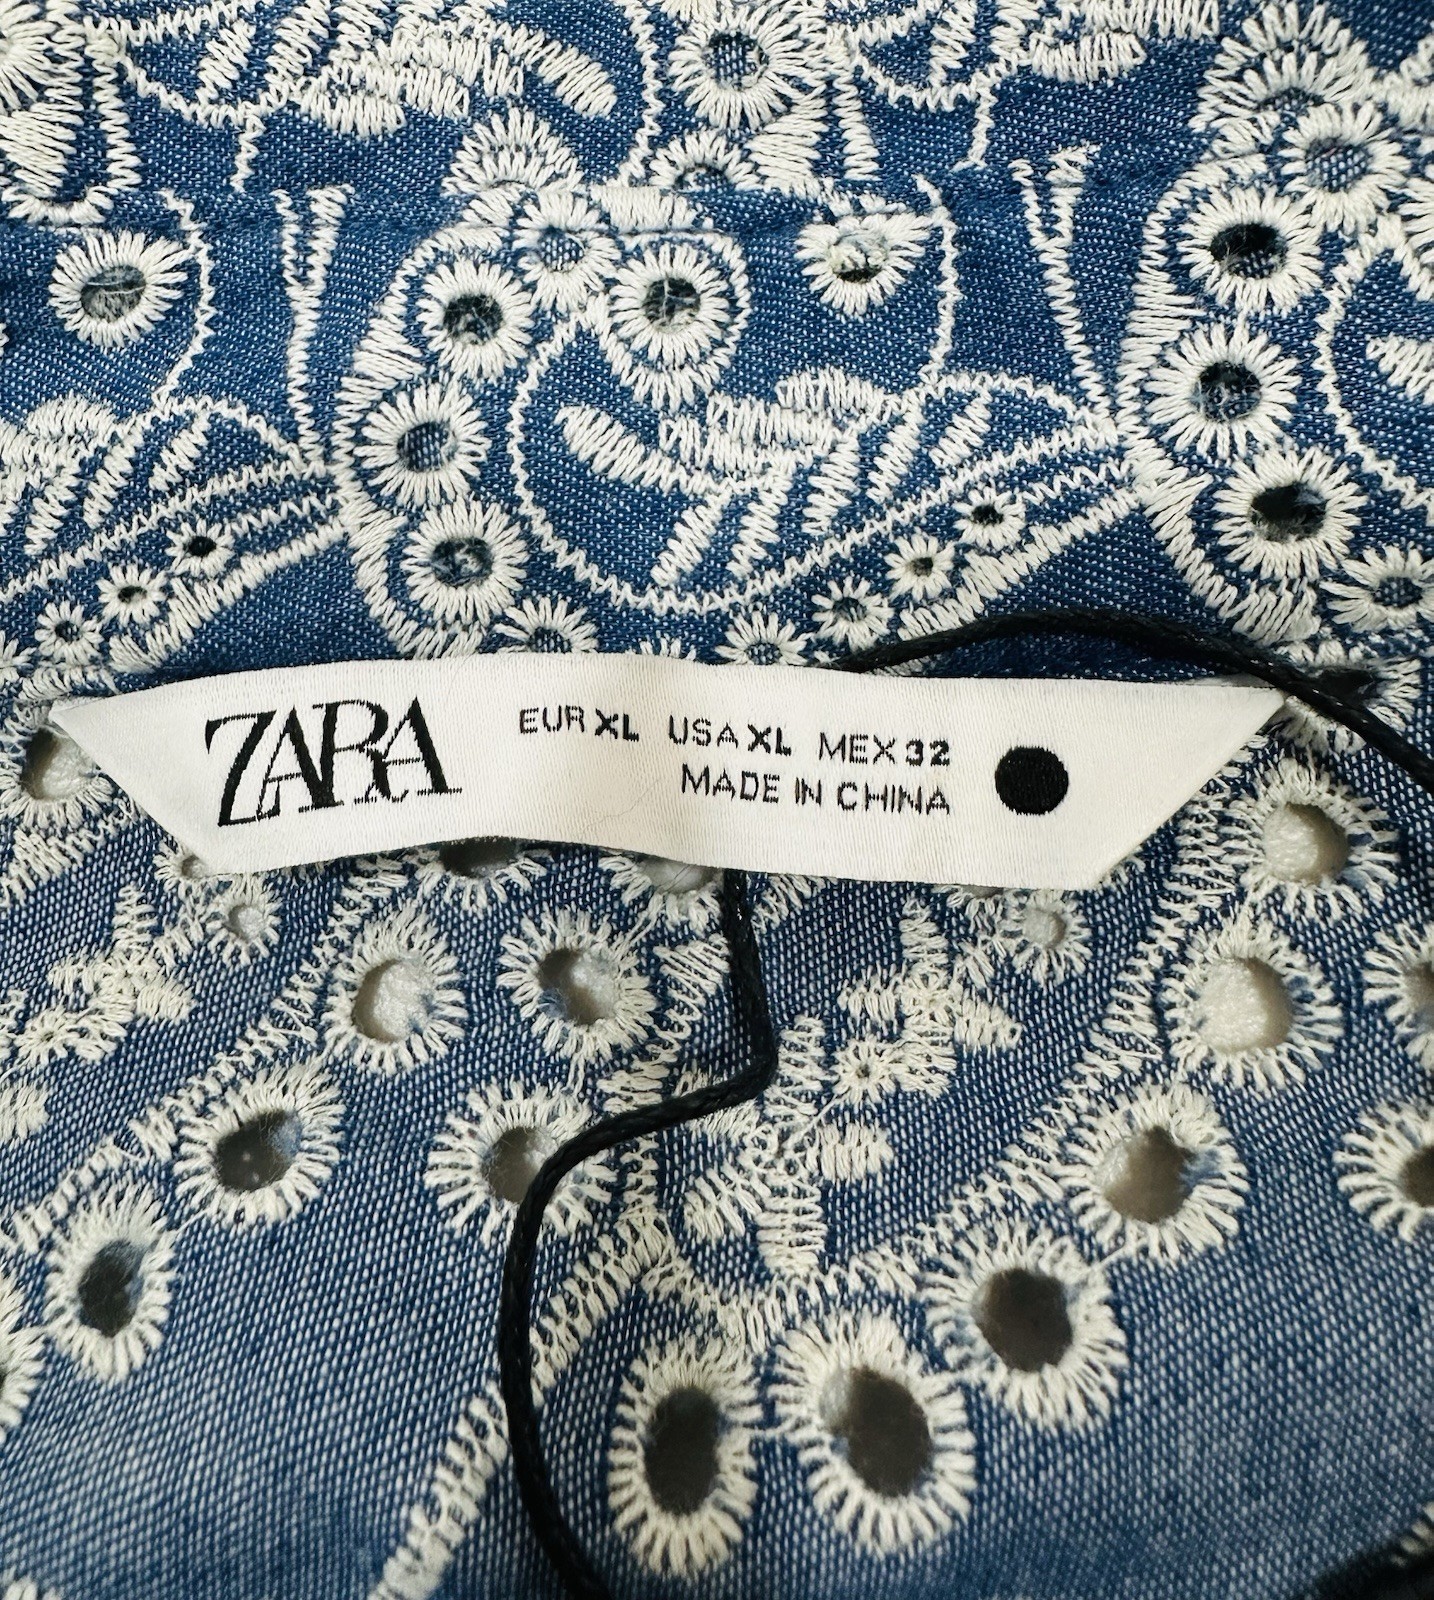 ZARA
EUR XL USA XL MEX 32
MADE IN CHINA